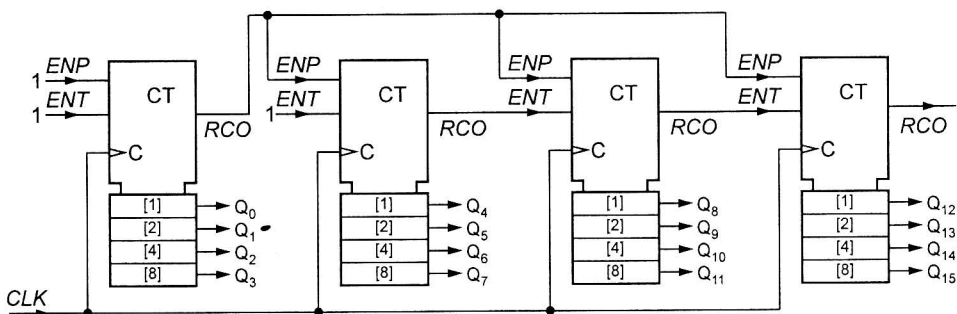 1 ENP
1 ENT
CT
RCO
C
[1] Q0
[2] Q1
[4] Q2
[8] Q3
ENP
1 ENT
CT
RCO
C
[1] Q4
[2] Q5
[4] Q6
[8] Q7
ENP
ENT
CT
RCO
C
[1] Q8
[2] Q9
[4] Q10
[8] Q11
ENP
ENT
CT
RCO
C
[1] Q12
[2] Q13
[4] Q14
[8] Q15
CLK